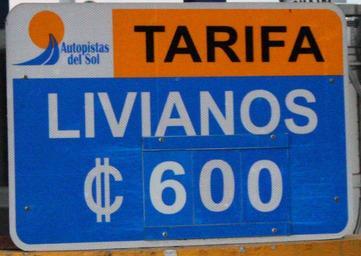 Autopistas
del Sol
TARIFA
LIVIANOS
₡ 600